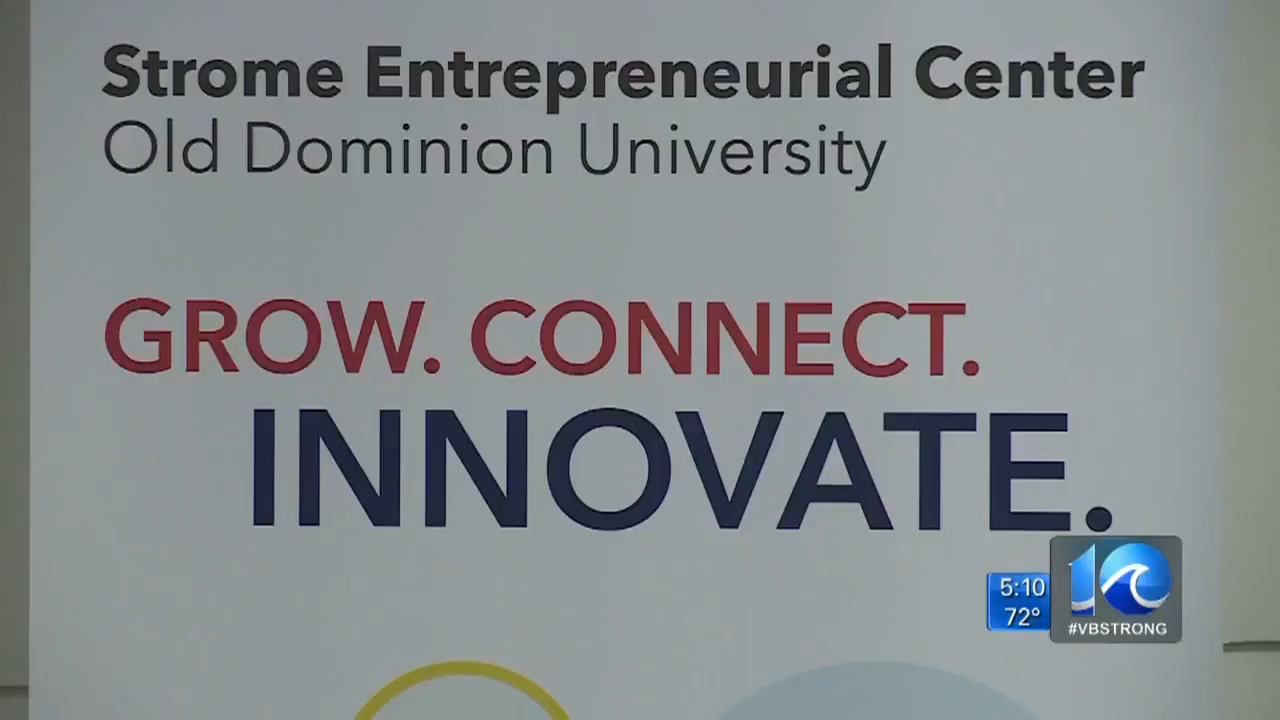 Strome Entrepreneurial Center
Old Dominion University
GROW. CONNECT.
INNOVATE.
5:10
72°
10
#VBSTRONG